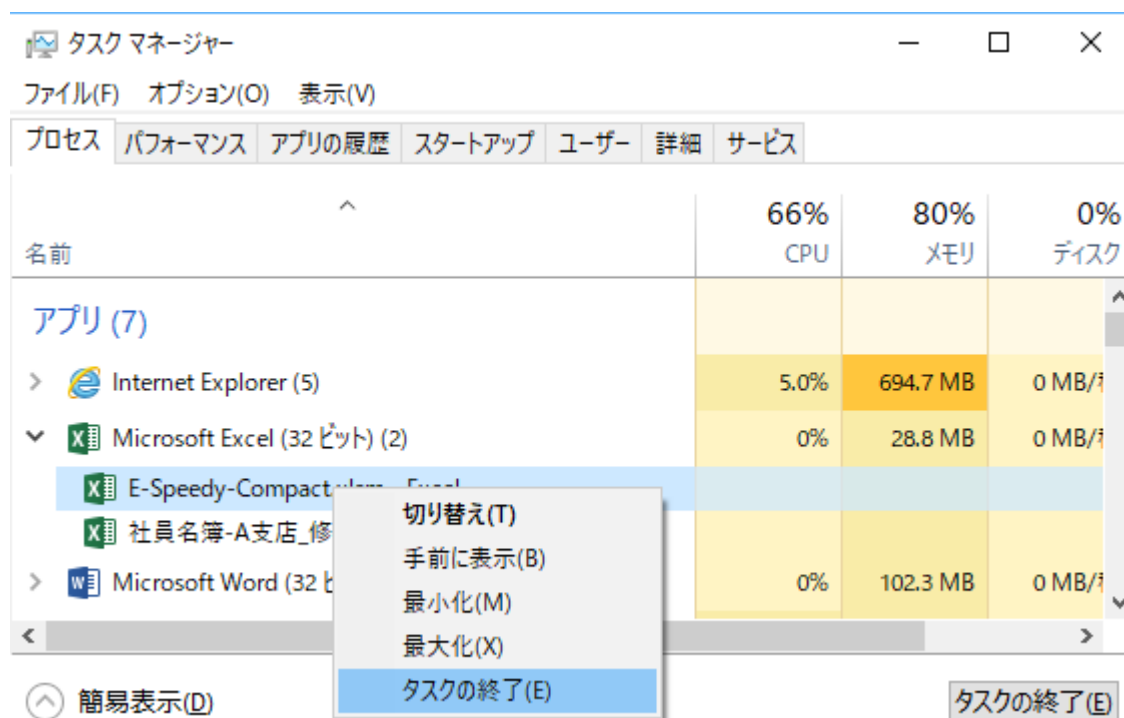 タスク マネージャー
ファイル(F) オプション(O) 表示(V)
プロセス パフォーマンス アプリの履歴 スタートアップ ユーザー 詳細 サービス
66% 80% 0%
名前 CPU メモリ ディスク
アプリ (7)
Internet Explorer (5) 5.0% 694.7 MB 0 MB/
Microsoft Excel (32 ビット) (2) 0% 28.8 MB 0 MB/
E-Speedy-Compact.xlsm - Excel
切り替え(T)
社員名簿-A支店_修
手前に表示(B)
Microsoft Word (32 0% 102.3 MB 0 MB/
最小化(M)
最大化(X)
タスクの終了(E)
簡易表示(D) タスクの終了(E)